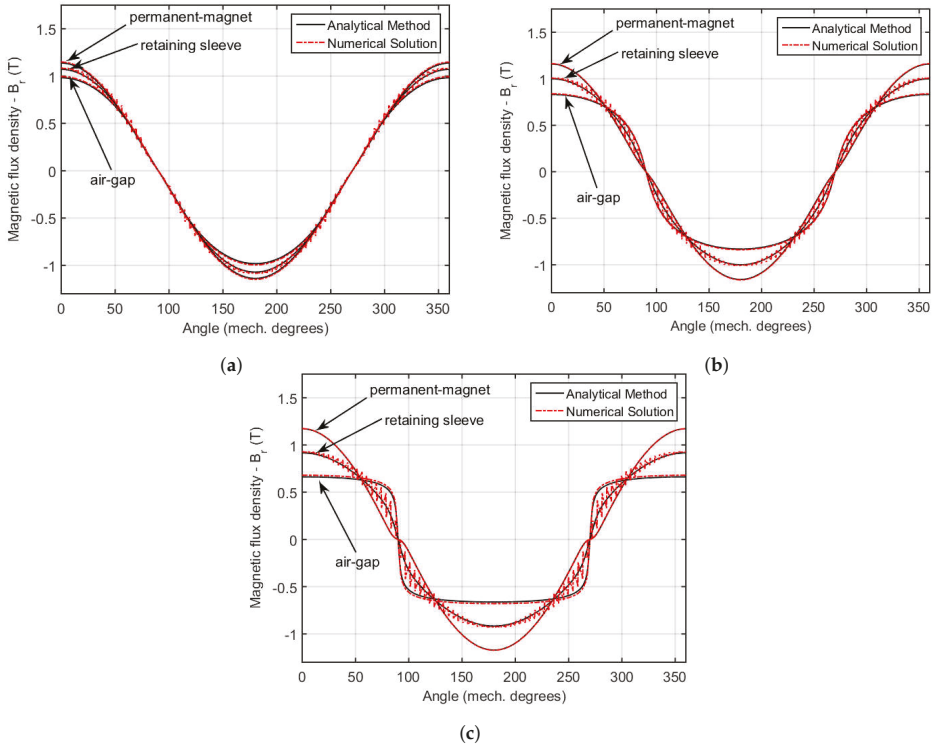 permanent-magnet
retaining sleeve
air-gap
Analytical Method
Numerical Solution
Magnetic flux density - Br (T)
1.5
1
0.5
0
-0.5
-1
0
50
100
150
200
250
300
350
Angle (mech. degrees)
(a)
permanent-magnet
retaining sleeve
air-gap
Analytical Method
Numerical Solution
Magnetic flux density - Br (T)
1.5
1
0.5
0
-0.5
-1
0
50
100
150
200
250
300
350
Angle (mech. degrees)
(b)
permanent-magnet
retaining sleeve
air-gap
Analytical Method
Numerical Solution
Magnetic flux density - Br (T)
1.5
1
0.5
0
-0.5
-1
0
50
100
150
200
250
300
350
Angle (mech. degrees)
(c)